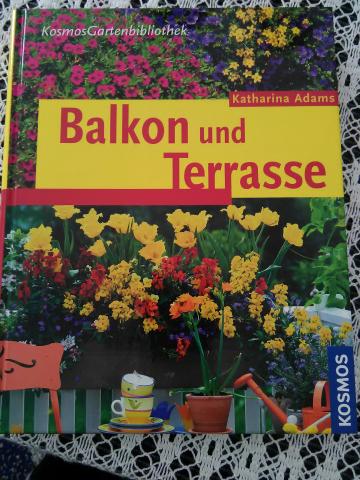 KosmosGartenbibliothek
Katharina Adams
Balkon und
Terrasse
KOSMOS